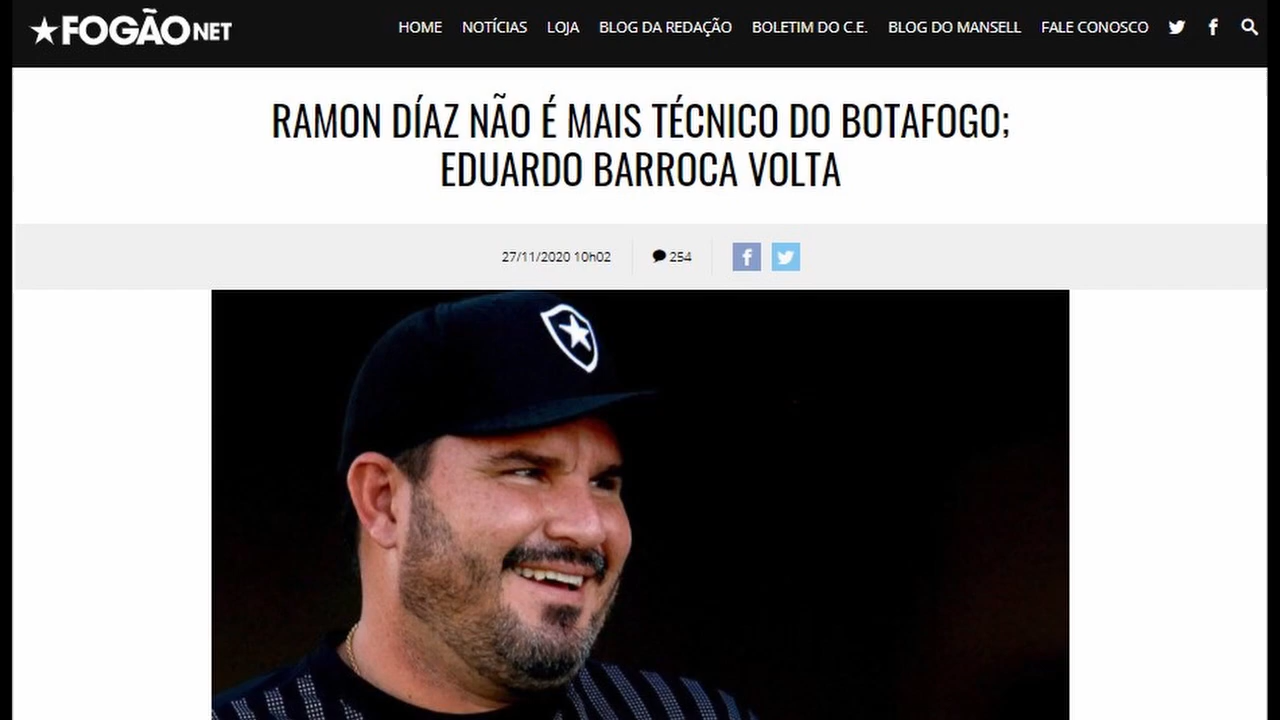 FOGÃONET
HOME NOTÍCIAS LOJA BLOG DA REDAÇÃO BOLETIM DO C.E. BLOG DO MANSELL FALE CONOSCO
RAMON DÍAZ NÃO É MAIS TÉCNICO DO BOTAFOGO;
EDUARDO BARROCA VOLTA
27/11/2020 10h02 254